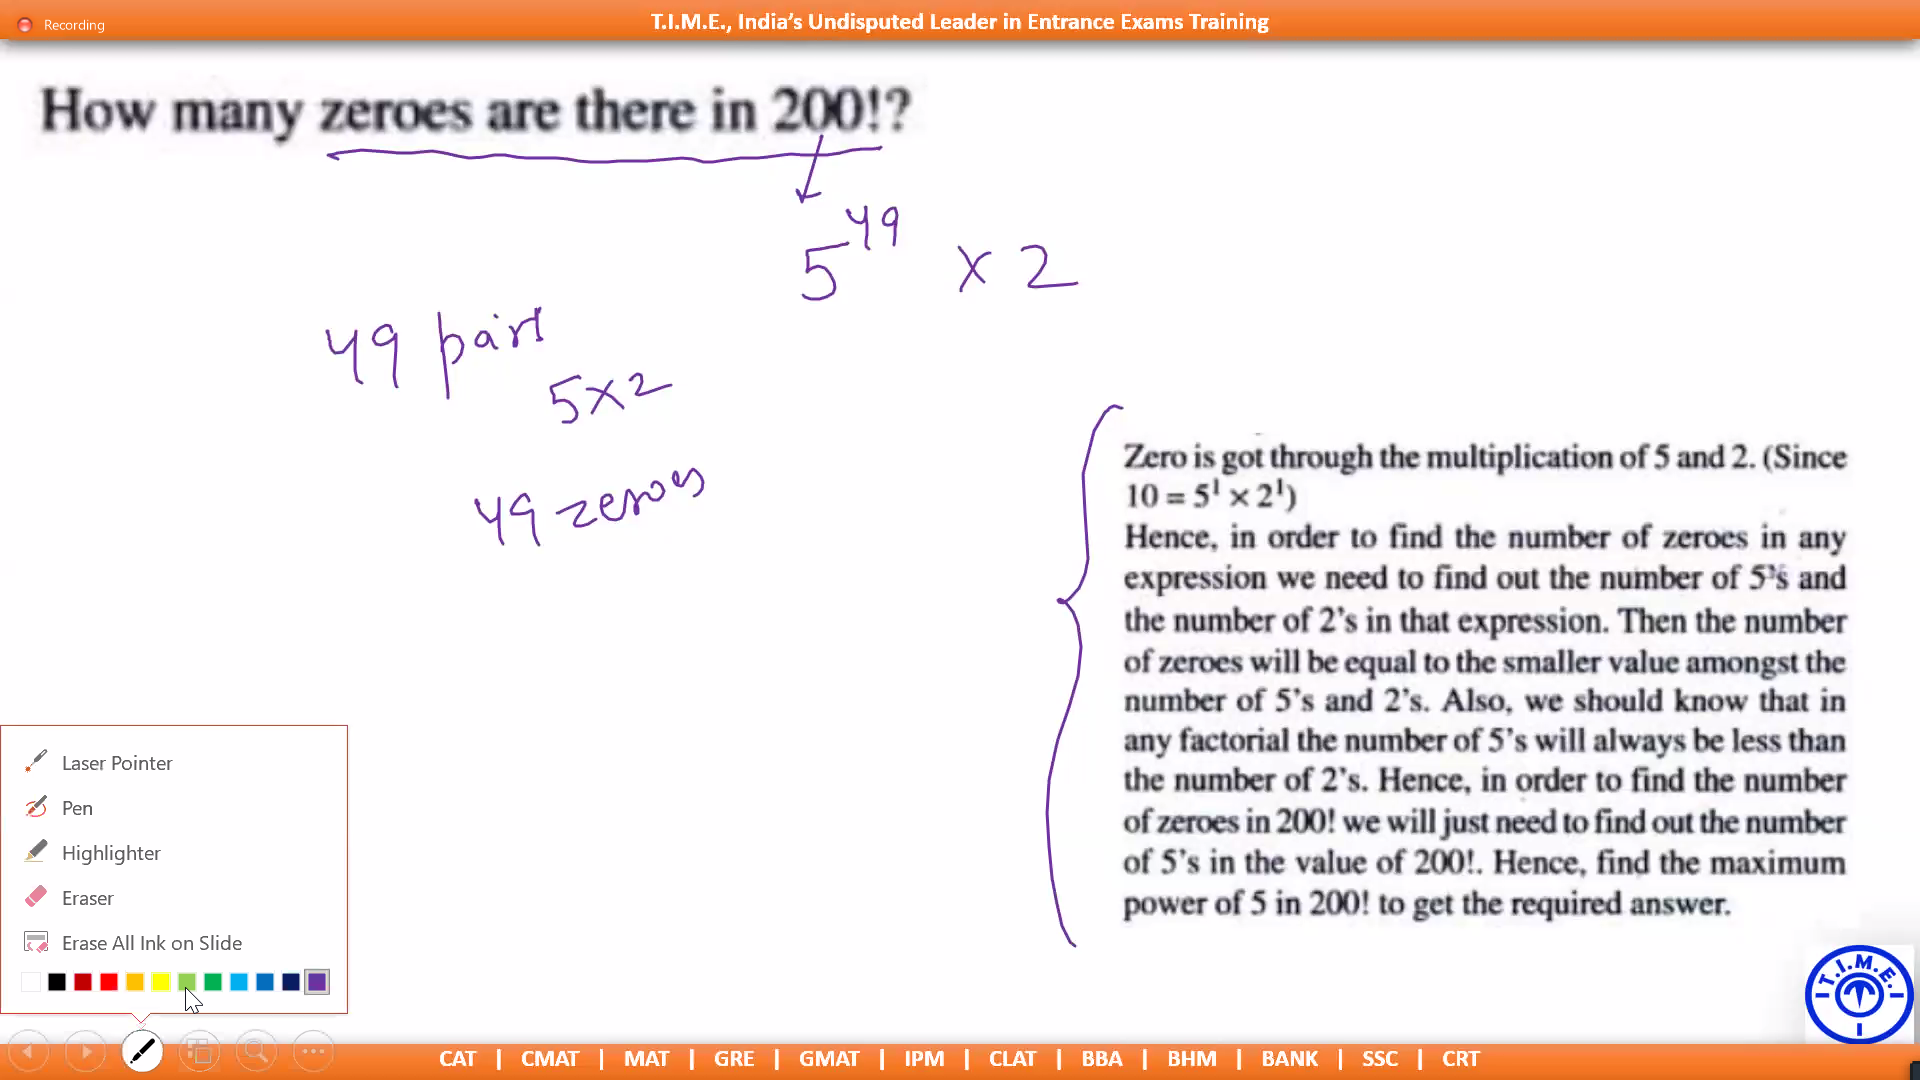 Recording
T.I.M.E., India's Undisputed Leader in Entrance Exams Training
How many zeroes are there in 200!?
5^49 × 2
49 pairs
5×2
49 zeroes
Zero is got through the multiplication of 5 and 2. (Since
10 = 5¹ × 2¹)
Hence, in order to find the number of zeroes in any
expression we need to find out the number of 5's and
the number of 2's in that expression. Then the number
of zeroes will be equal to the smaller value amongst the
number of 5's and 2's. Also, we should know that in
any factorial the number of 5's will always be less than
the number of 2's. Hence, in order to find the number
of zeroes in 200! we will just need to find out the number
of 5's in the value of 200!. Hence, find the maximum
power of 5 in 200! to get the required answer.
Laser Pointer
Pen
Highlighter
Eraser
Erase All Ink on Slide
T.I.M.E.
CAT | CMAT | MAT | GRE | GMAT | IPM | CLAT | BBA | BHM | BANK | SSC | CRT